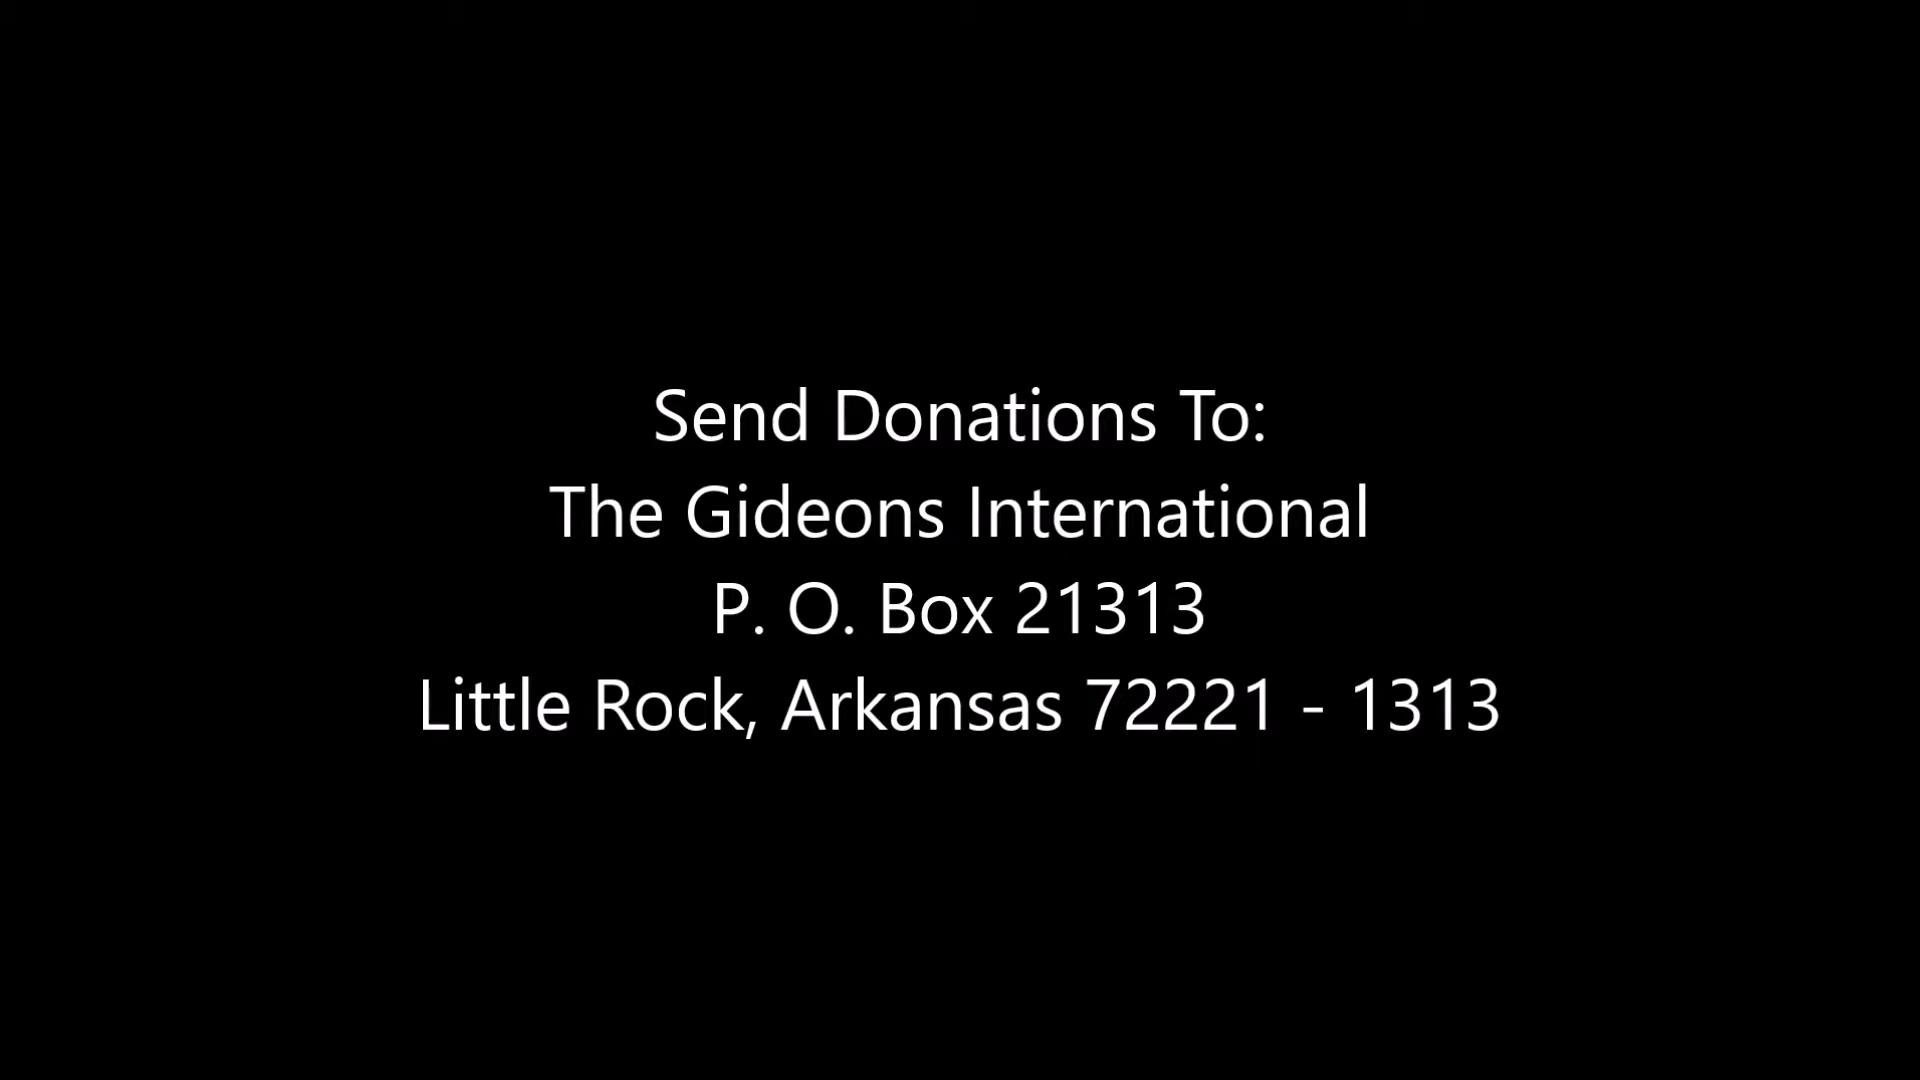 Send Donations To:
The Gideons International
P. O. Box 21313
Little Rock, Arkansas 72221 - 1313